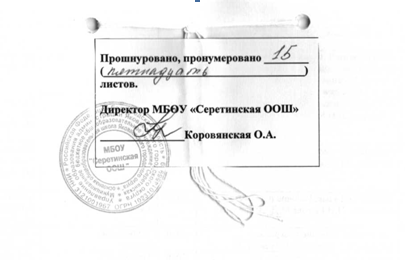 Прошнуровано, пронумеровано 15
(пятнадцать)
листов.
Директор МБОУ «Серетинская ООШ»
Коровянская О.А.
МБОУ
"Серетинская
ООШ"